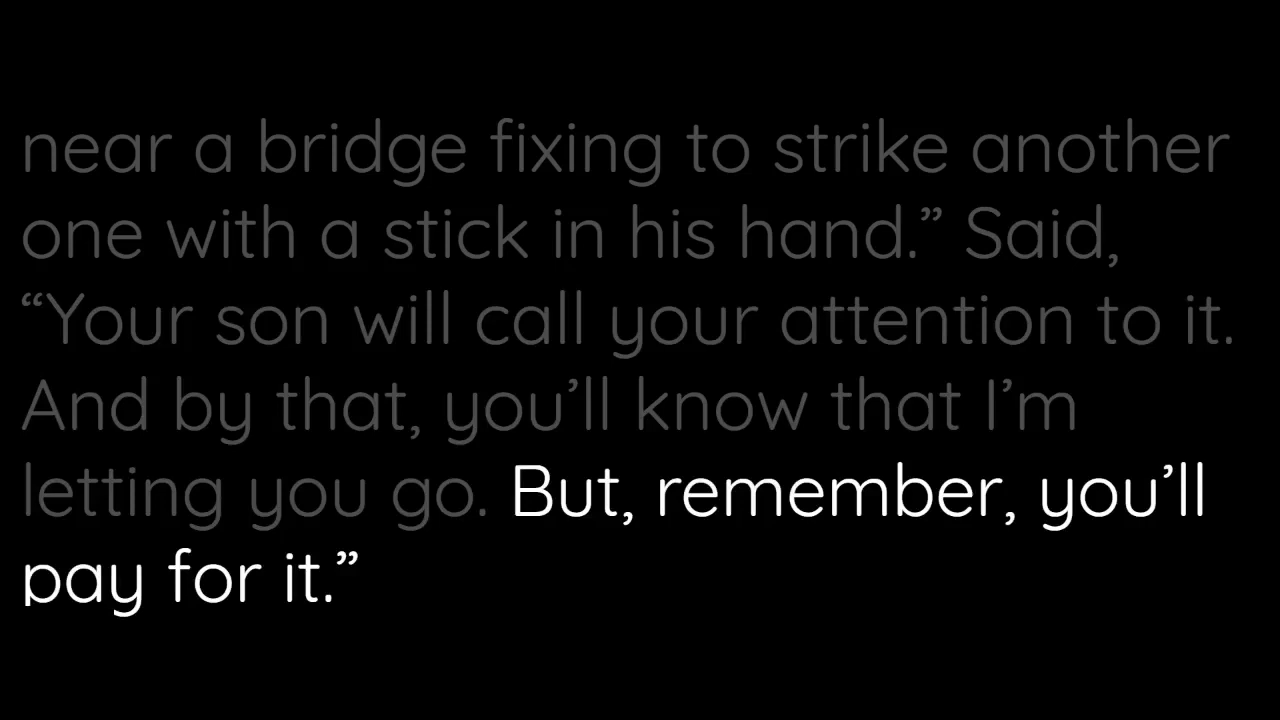 near a bridge fixing to strike another
one with a stick in his hand.” Said,
“Your son will call your attention to it.
And by that, you’ll know that I’m
letting you go. But, remember, you’ll
pay for it.”